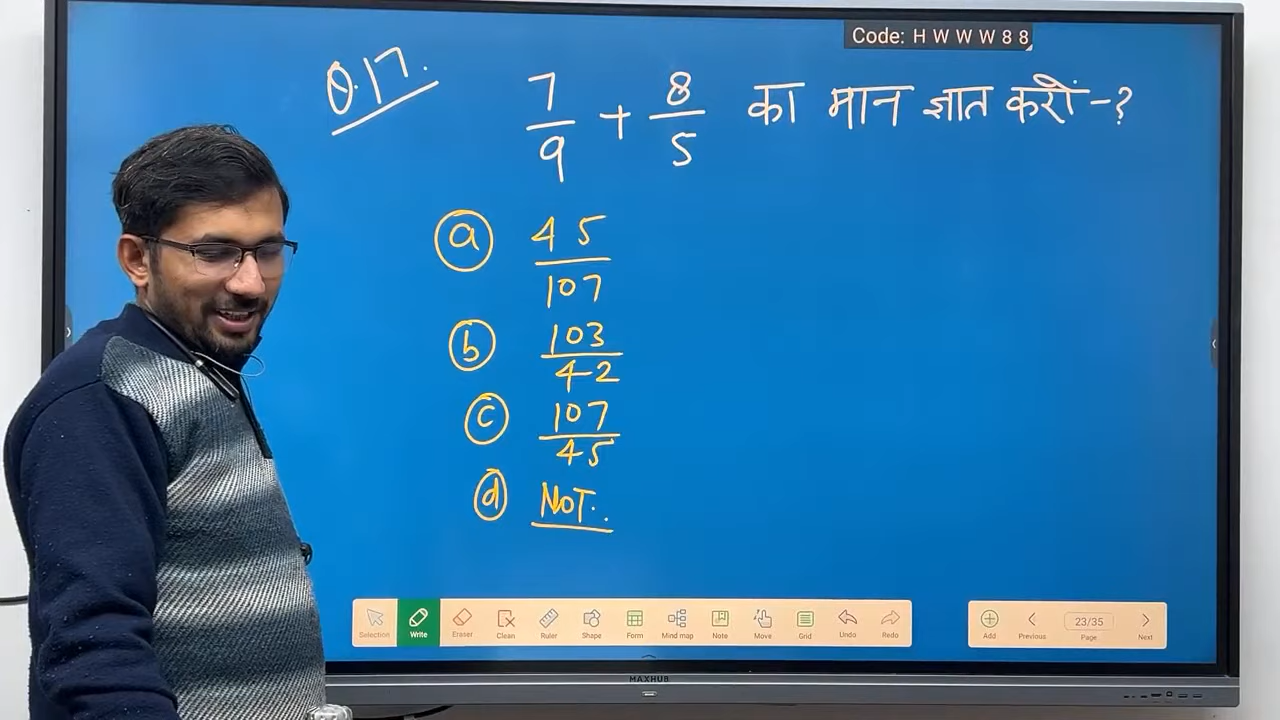 Code: H W W W 8 8
Q.17. 7/9 + 8/5 का मान ज्ञात करों -?
a 45/107
b 103/42
c 107/45
d NOT..
Selection Write Eraser Clean Ruler Shape Form Mind map Note Move Grid Undo Redo
Add Previous 23/35 Page Next
MAXHUB